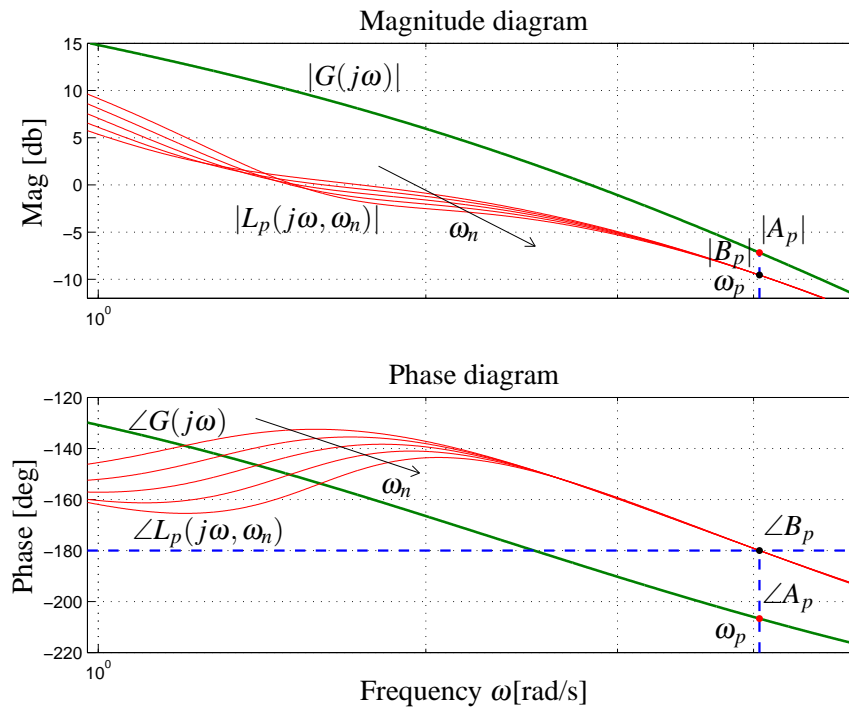 Magnitude diagram
Mag [db]
15
10
5
0
−5
−10
|G(jω)|
|L_p(jω, ω_n)|
ω_n
|A_p|
|B_p|
ω_p
10^0
Phase diagram
Phase [deg]
−120
−140
−160
−180
−200
−220
∠G(jω)
ω_n
∠L_p(jω, ω_n)
∠B_p
∠A_p
ω_p
10^0
Frequency ω[rad/s]